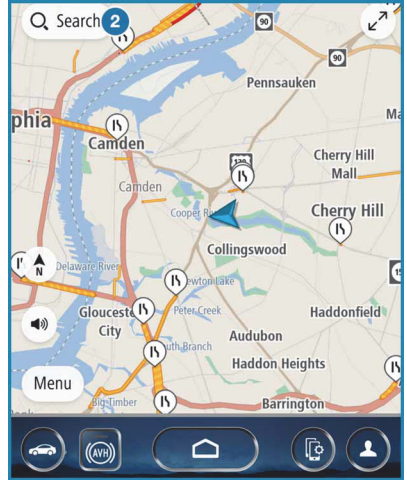 Search 2
90
90
Pennsauken
phia
Camden
Cherry Hill
Mall
Camden
Cherry Hill
Cooper
Collingswood
N
Delaware River
Newton Lake
Gloucester
City
Peter Creek
Haddonfield
Audubon
Haddon Heights
Menu
Big Timber
Barrington
(AVH)